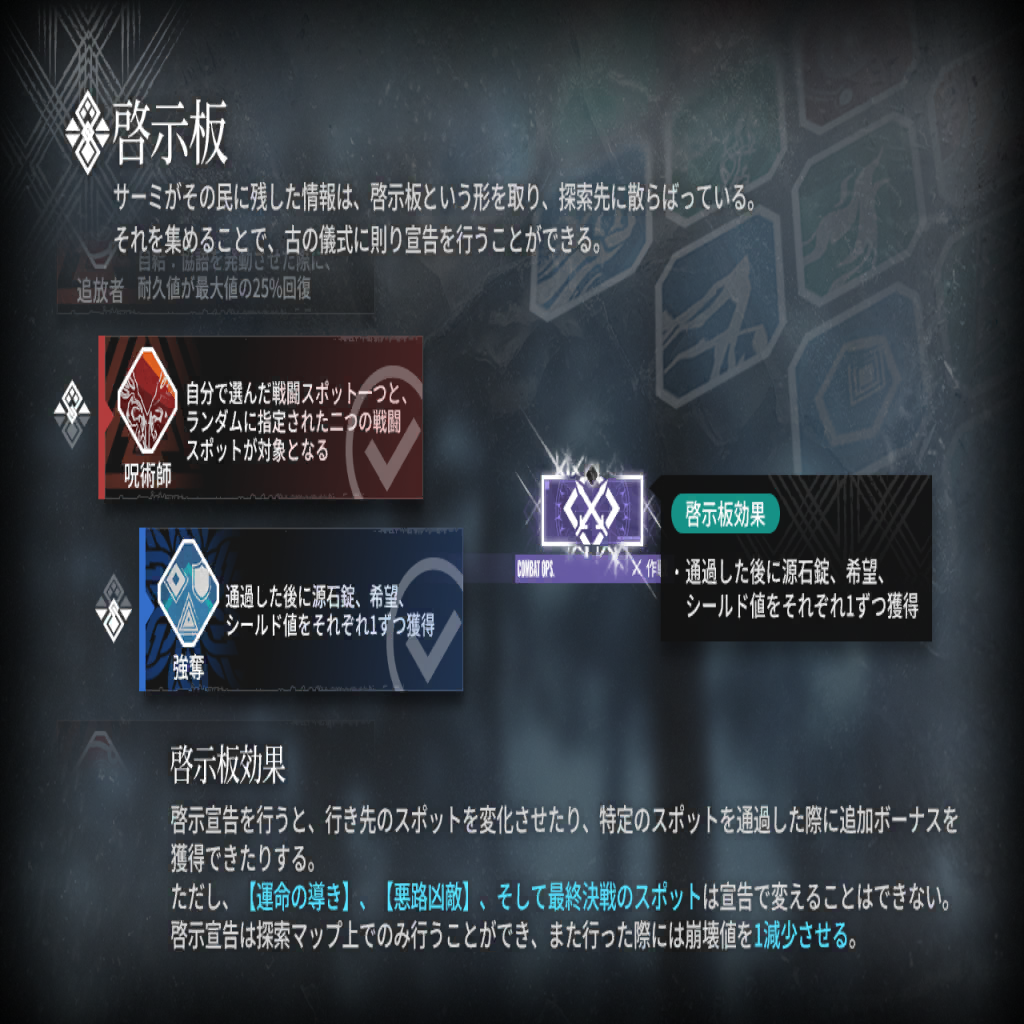 啓示板
サーミがその民に残した情報は、啓示板という形を取り、探索先に散らばっている。
それを集めることで、古の儀式に則り宣告を行うことができる。
耐久値が最大値の25%回復
追放者
自分で選んだ戦闘スポット一つと、
ランダムに指定された二つの戦闘
スポットが対象となる
呪術師
COMBAT OPS.
作戦
啓示板効果
・通過した後に源石錠、希望、
シールド値をそれぞれ1ずつ獲得
通過した後に源石錠、希望、
シールド値をそれぞれ1ずつ獲得
強奪
啓示板効果
啓示宣告を行うと、行き先のスポットを変化させたり、特定のスポットを通過した際に追加ボーナスを
獲得できたりする。
ただし、【運命の導き】、【悪路凶敵】、そして最終決戦のスポットは宣告で変えることはできない。
啓示宣告は探索マップ上でのみ行うことができ、また行った際には崩壊値を1減少させる。